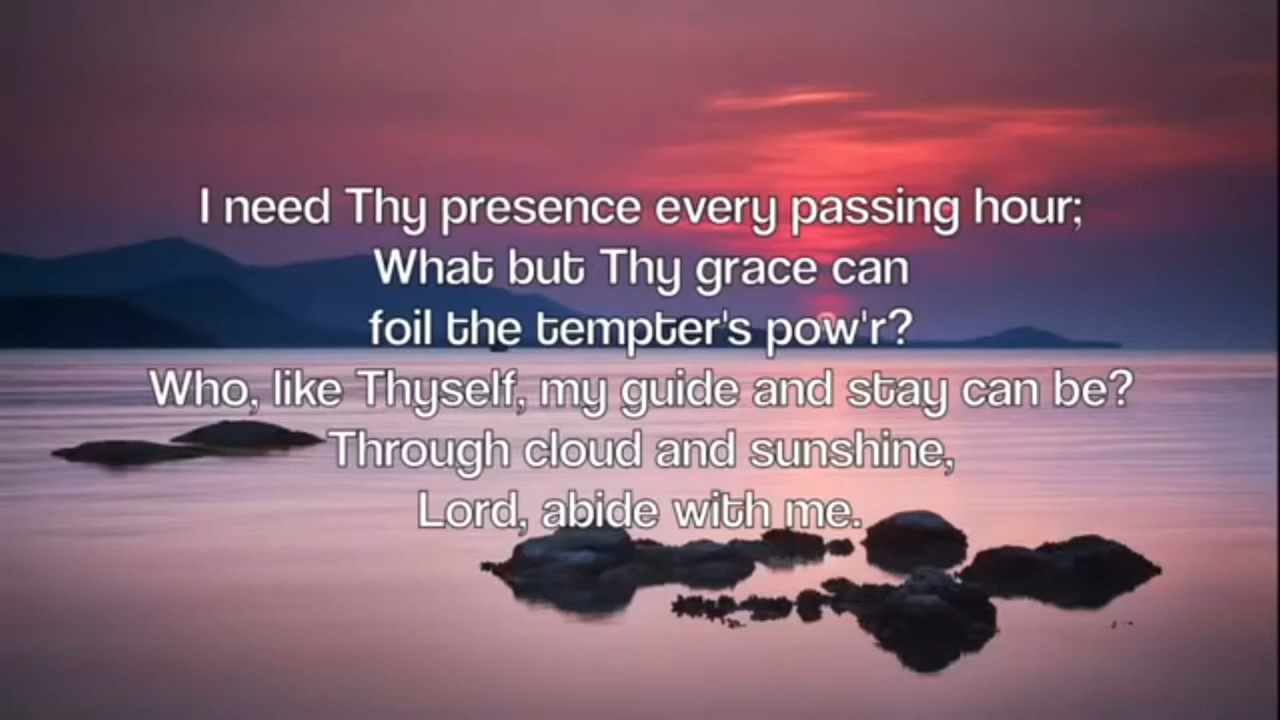 I need Thy presence every passing hour;
What but Thy grace can
foil the tempter's pow'r?
Who, like Thyself, my guide and stay can be?
Through cloud and sunshine,
Lord, abide with me.